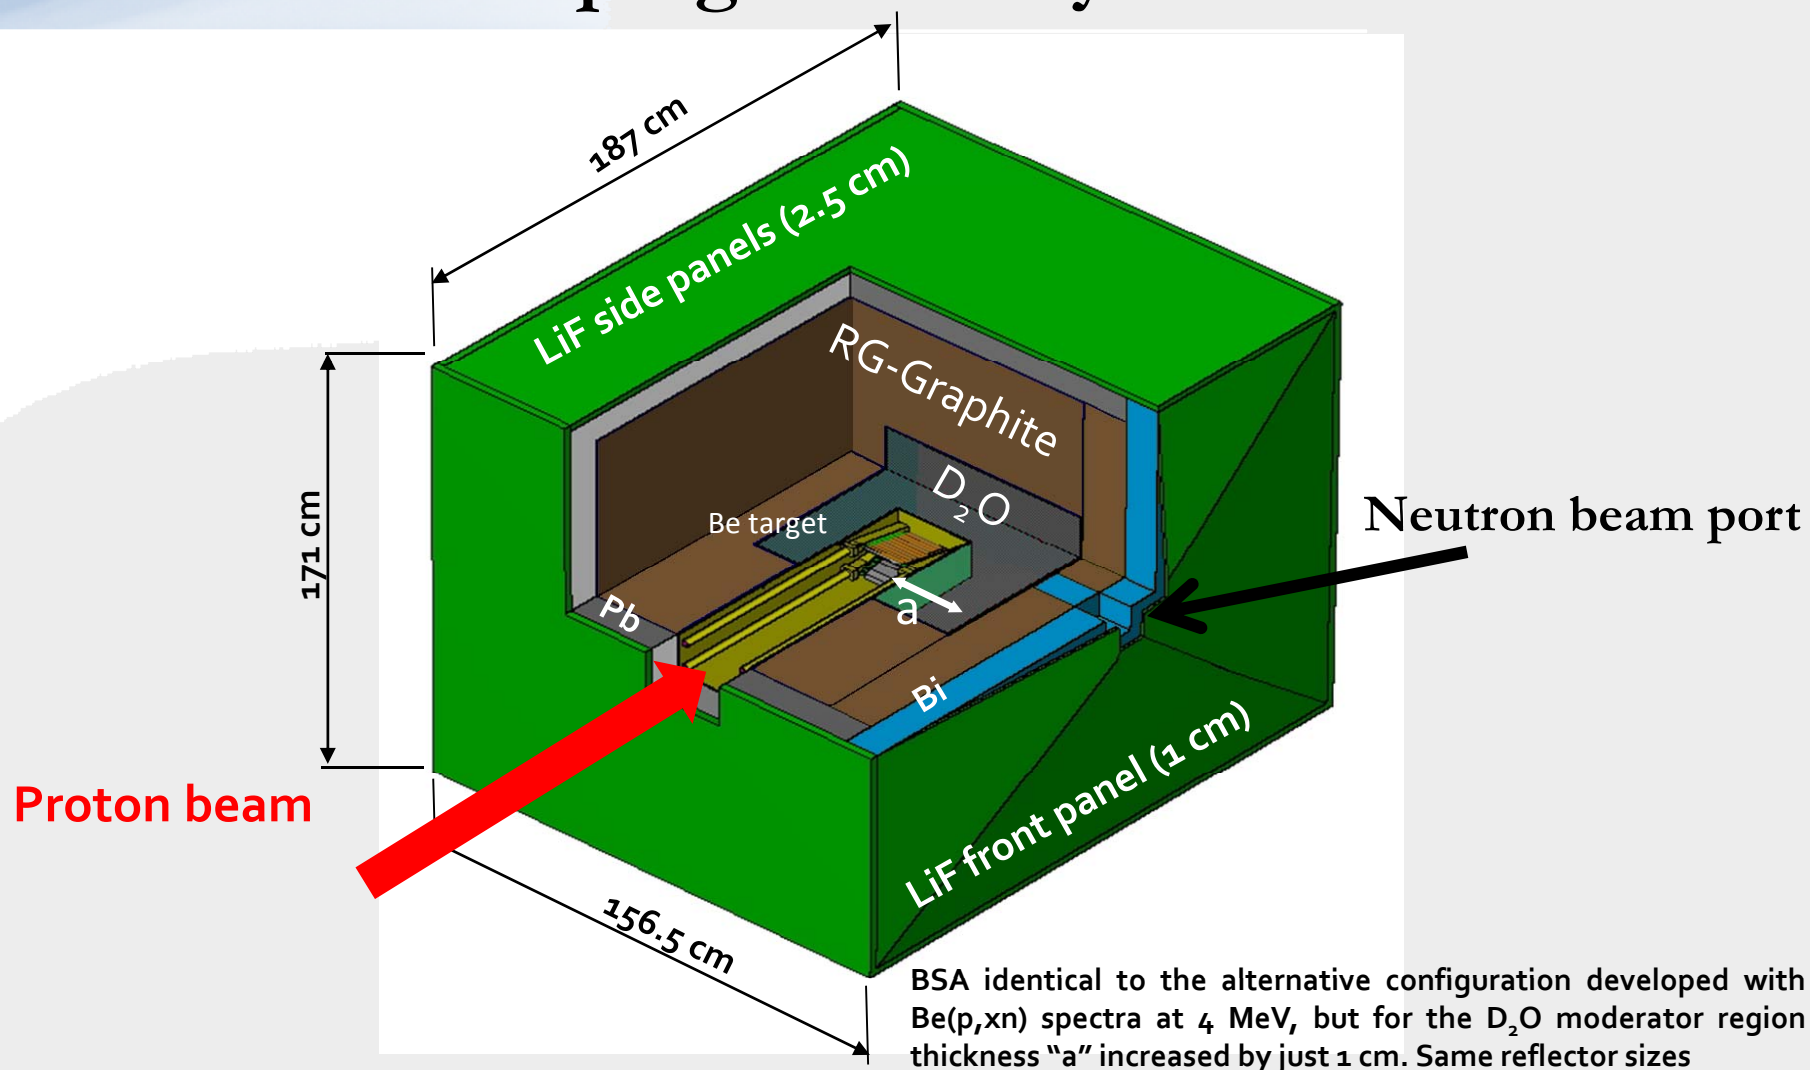 187 cm
LiF side panels (2.5 cm)
RG-Graphite
D₂O
Be target
171 cm
Neutron beam port
a
Pb
Bi
Proton beam
LiF front panel (1 cm)
156.5 cm
BSA identical to the alternative configuration developed with
Be(p,xn) spectra at 4 MeV, but for the D₂O moderator region
thickness “a” increased by just 1 cm. Same reflector sizes